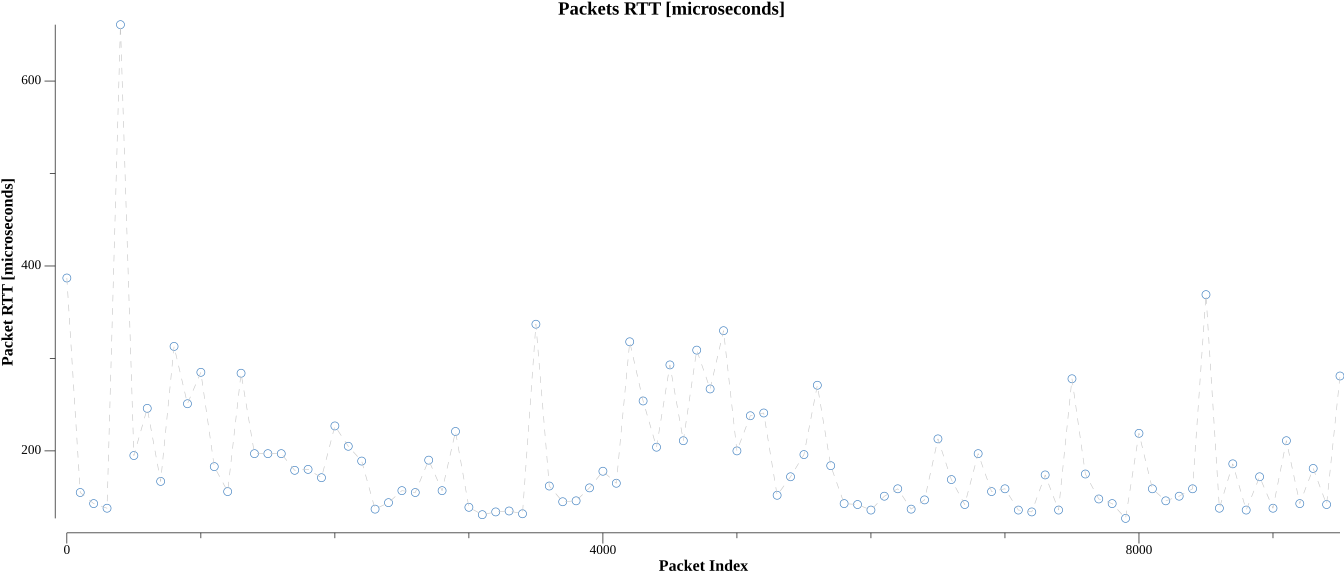 Packets RTT [microseconds]
Packet RTT [microseconds]
600
400
200
0
4000
8000
Packet Index